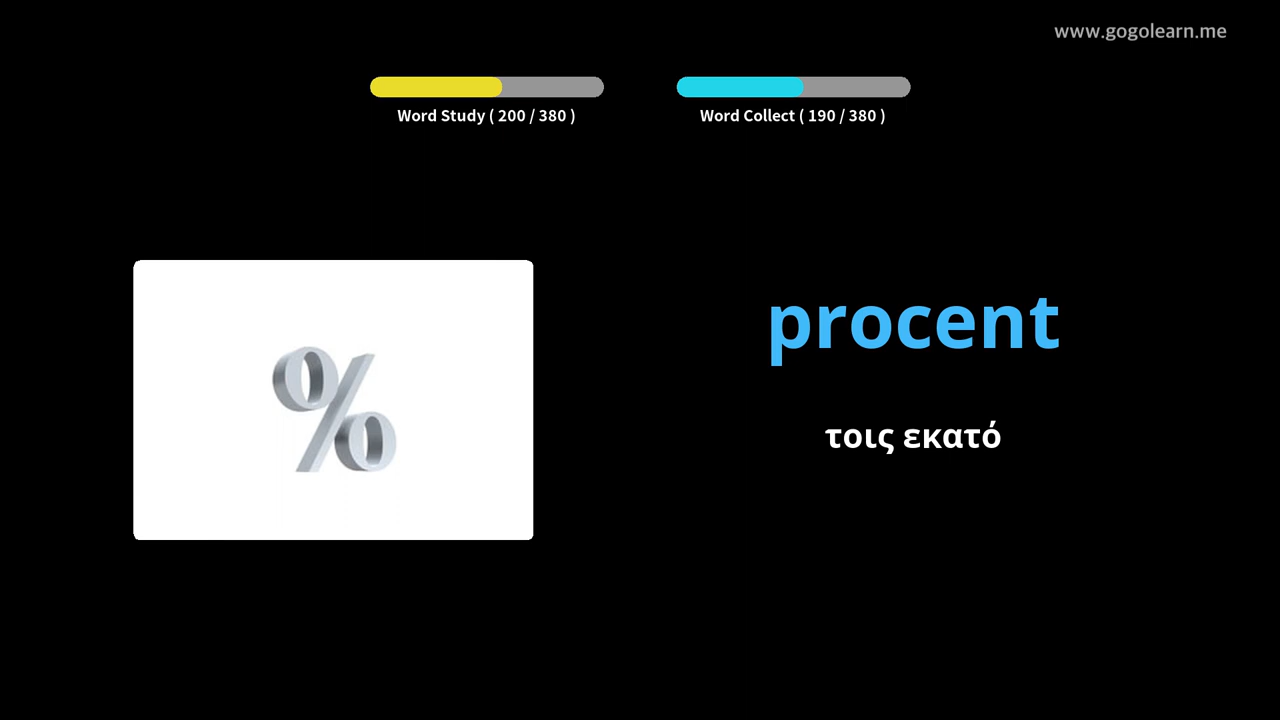 www.gogolearn.me
Word Study ( 200 / 380 )
Word Collect ( 190 / 380 )
%
procent
τοις εκατό